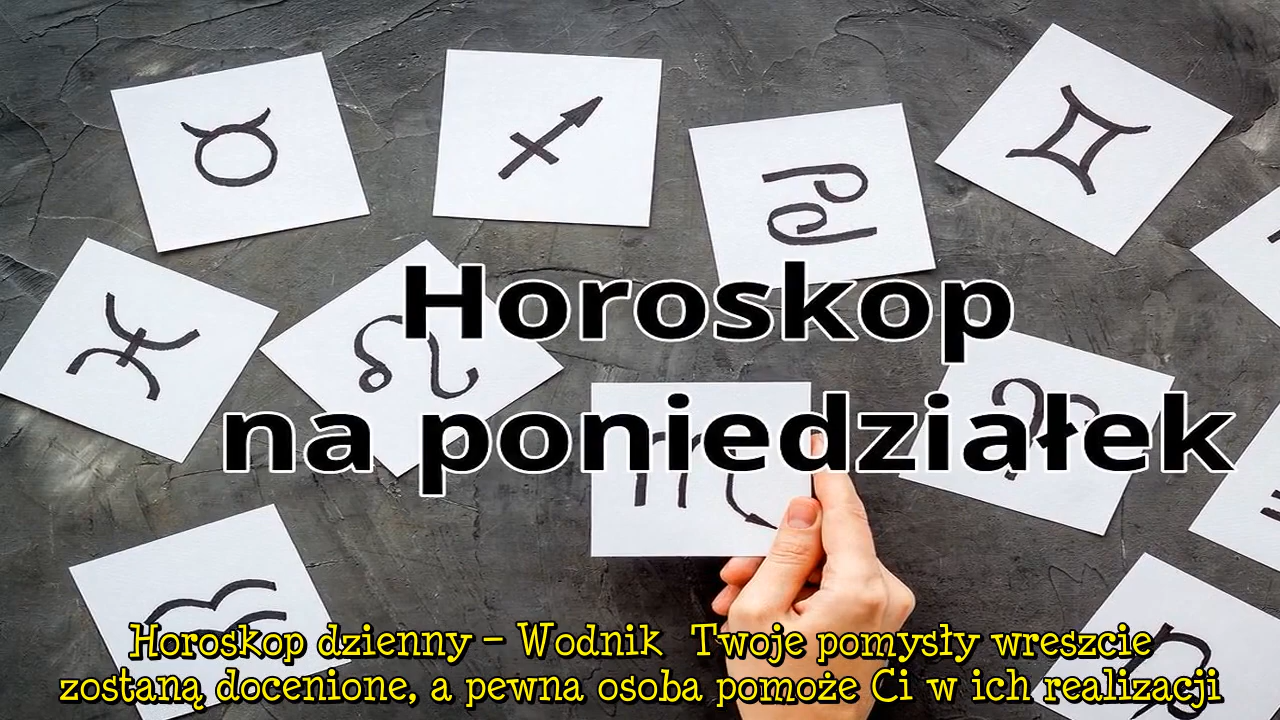 Horoskop
na poniedziałek
Horoskop dzienny - Wodnik Twoje pomysły wreszcie
zostaną docenione, a pewna osoba pomoże Ci w ich realizacji